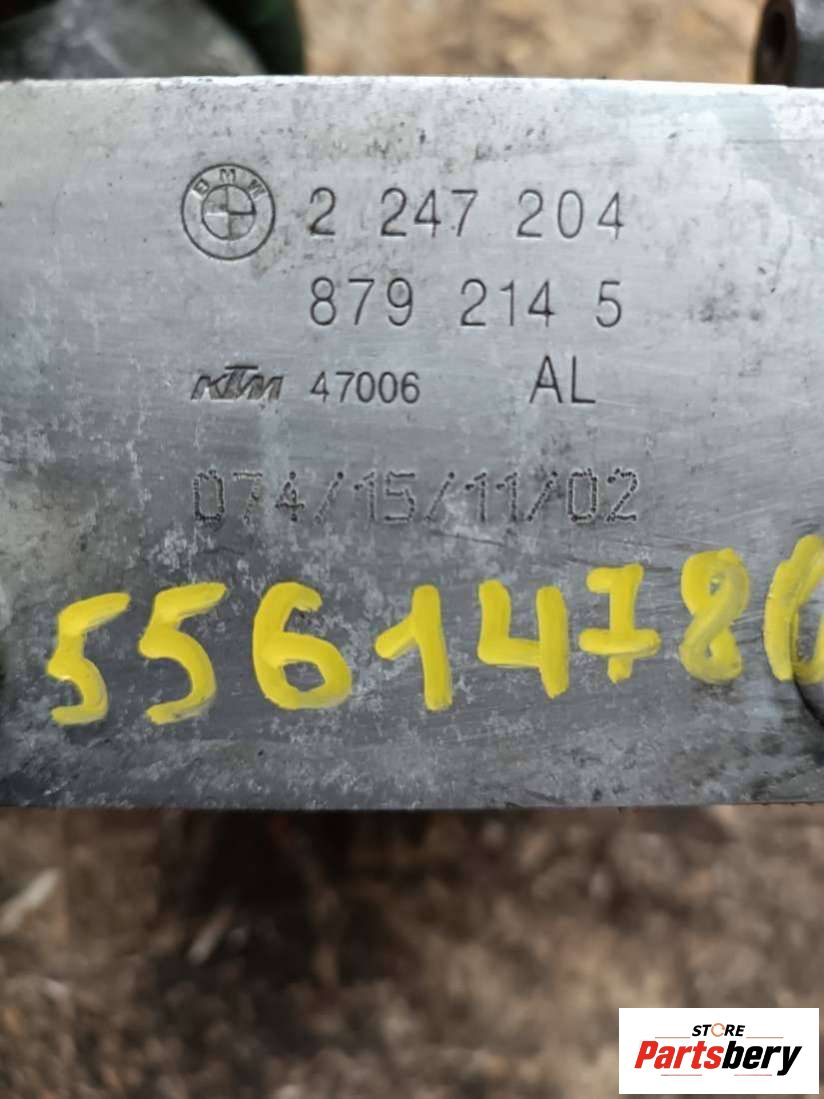 BMW 2 247 204
879 214 5
KTM 47006 AL
074/15/11/02
5561478
STORE
Partsbery